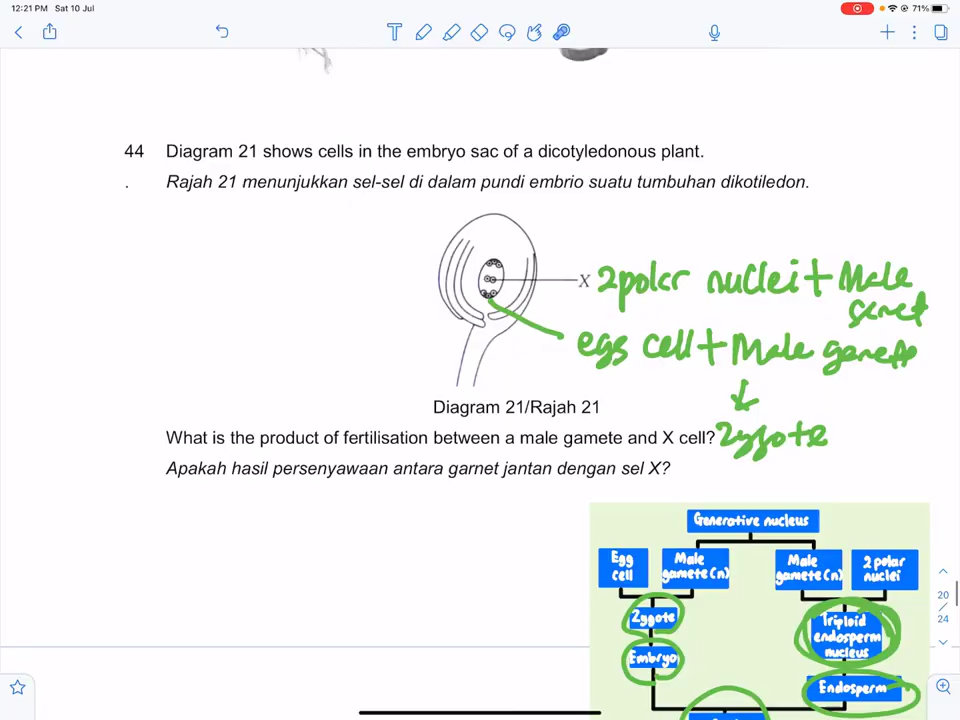 12:21 PM Sat 10 Jul
71%
T
44 Diagram 21 shows cells in the embryo sac of a dicotyledonous plant.
. Rajah 21 menunjukkan sel-sel di dalam pundi embrio suatu tumbuhan dikotiledon.
X 2 polar nuclei + Male
egg cell + Male
Diagram 21/Rajah 21
What is the product of fertilisation between a male gamete and X cell? Zygote
Apakah hasil persenyawaan antara garnet jantan dengan sel X?
Generative nucleus
Egg cell
Male gamete (n)
Male gamete (n)
2 polar nuclei
Zygote
Triploid endosperm nucleus
Embryo
Endosperm
20
/
24